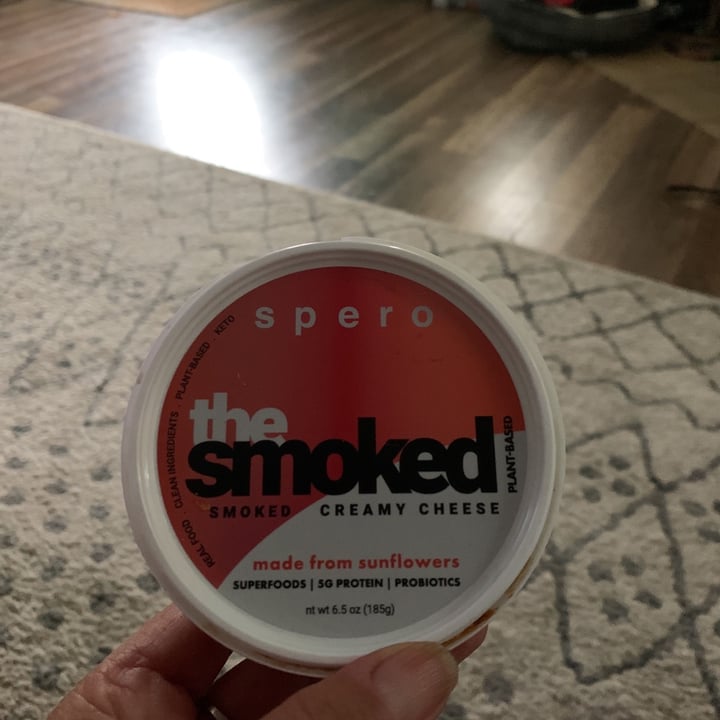 spero
REAL FOOD · CLEAN INGREDIENTS · PLANT-BASED · KETO
the
smoked
PLANT-BASED
SMOKED CREAMY CHEESE
made from sunflowers
SUPERFOODS | 5G PROTEIN | PROBIOTICS
nt wt 6.5 oz (185g)